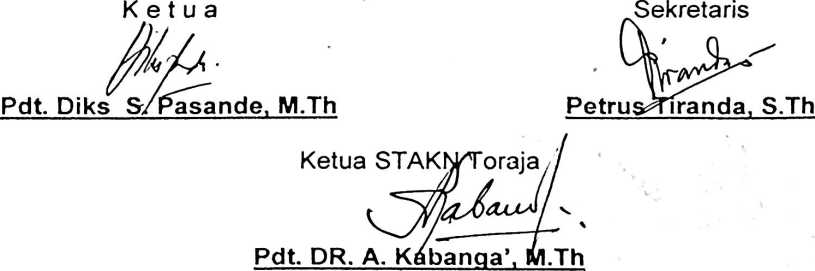 K e t u a
Sekretaris
Pdt. Diks S. Pasande, M.Th
Petrus Tiranda, S.Th
Ketua STAKN Toraja
Pdt. DR. A. Kabanga', M.Th